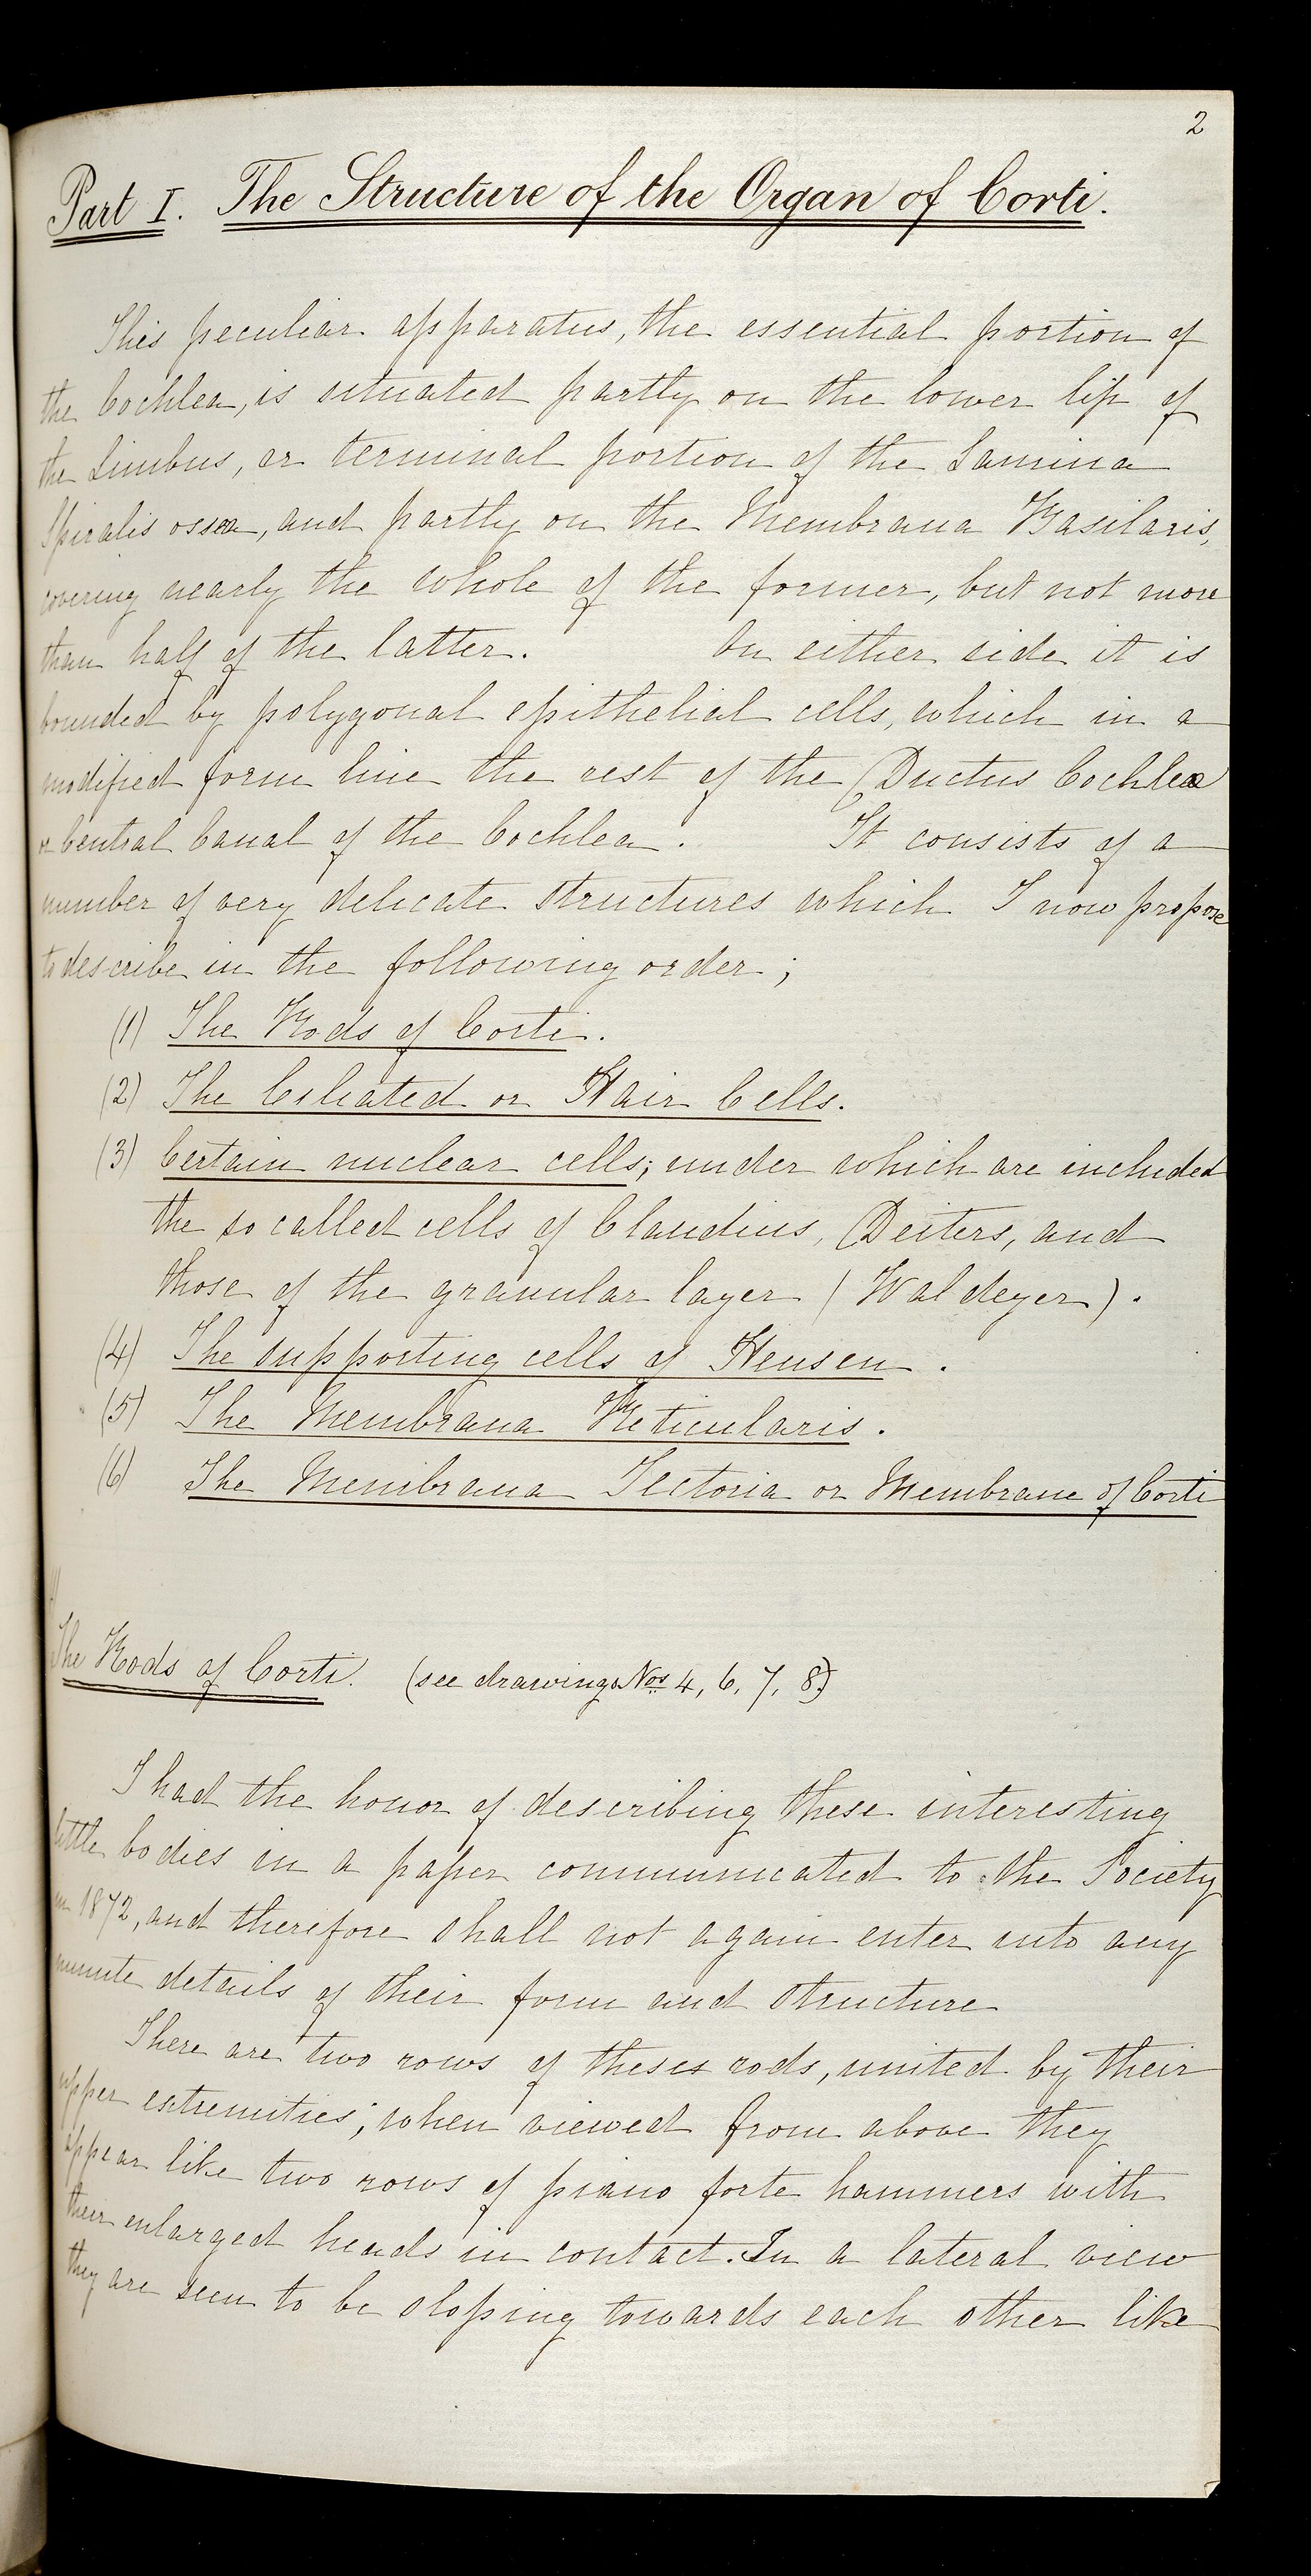 2
Part I. The Structure of the Organ of Corti.
This peculiar apparatus, the essential portion of
the Cochlea, is situated partly on the lower lip of
the Limbus, or terminal portion of the Lamina
Spiralis ossea, and partly on the Membrana Basilaris,
covering nearly the whole of the former, but not more
than half of the latter. On either side it is
bounded by polygonal epithelial cells, which in a
modified form line the rest of the Ductus Cochleæ
or Central Canal of the Cochlea. It consists of a
number of very delicate structures which I now propose
to describe in the following order;
(1) The Rods of Corti.
(2) The Ciliated or Hair Cells.
(3) Certain nuclear cells; under which are included
the so called cells of Claudius, Deiters, and
those of the granular layer (Waldeyer).
(4) The supporting cells of Hensen.
(5) The Membrana Reticularis.
(6) The Membrana Tectoria or Membrane of Corti
The Rods of Corti. (see drawings Nos 4, 6, 7, 8)
I had the honor of describing these interesting
little bodies in a paper communicated to the Society
in 1872, and therefore shall not again enter into any
minute details of their form and structure
There are two rows of theses rods, united by their
upper extremities; when viewed from above they
appear like two rows of piano forte hammers with
their enlarged heads in contact. In a lateral view
they are seen to be sloping towards each other like